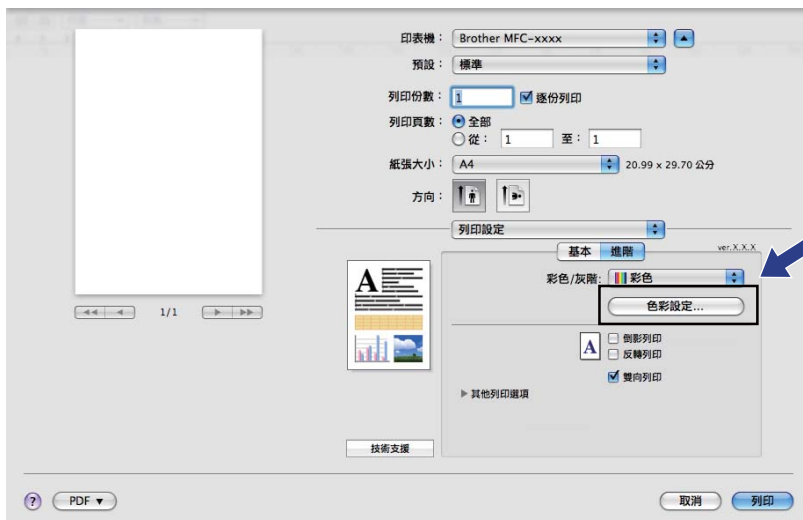 印表機： Brother MFC-xxxx
預設： 標準
列印份數： 1 逐份列印
列印頁數： 全部
從： 1 至： 1
紙張大小： A4 20.99 x 29.70 公分
方向：
列印設定
基本 進階 ver.X.X.X
彩色/灰階: 彩色
色彩設定...
A
A
倒影列印
反轉列印
雙向列印
其他列印選項
1/1
技術支援
? PDF ▼ 取消 列印